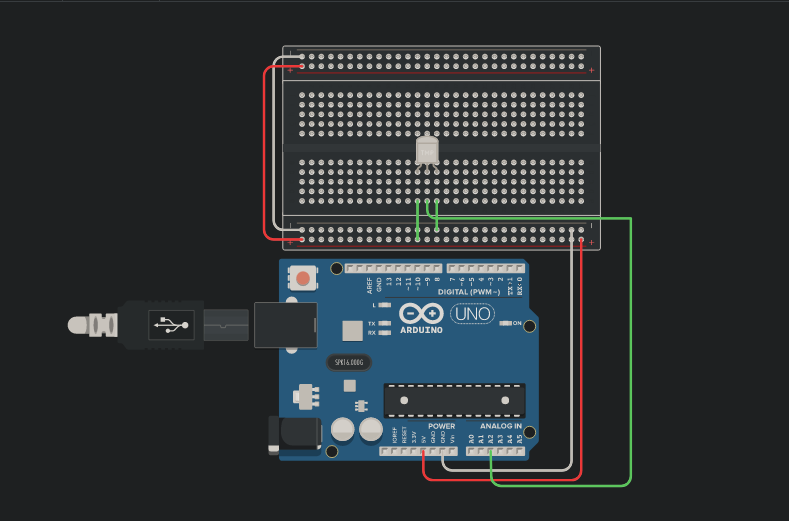 AREF
GND
13
12
~11
~10
~9
8
7
~6
~5
4
~3
2
TX→1
RX←0
DIGITAL (PWM~)
L
TX
RX
UNO
ARDUINO
ON
SPK16.000G
POWER
ANALOG IN
IOREF
RESET
3.3V
5V
GND
GND
Vin
A0
A1
A2
A3
A4
A5